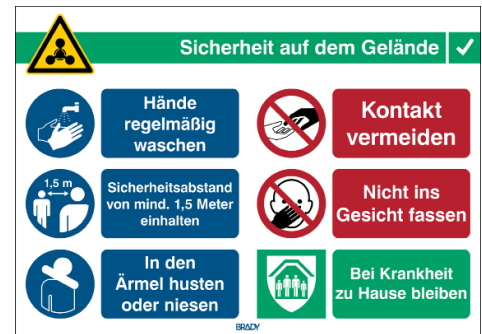 Sicherheit auf dem Gelände
Hände
regelmäßig
waschen
Kontakt
vermeiden
1,5 m
Sicherheitsabstand
von mind. 1,5 Meter
einhalten
Nicht ins
Gesicht fassen
In den
Ärmel husten
oder niesen
Bei Krankheit
zu Hause bleiben
BRADY